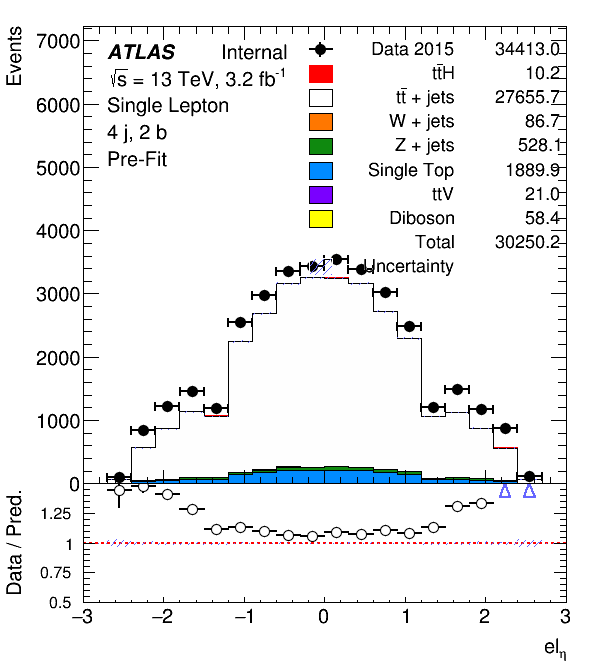 ATLAS Internal
√s = 13 TeV, 3.2 fb-1
Single Lepton
4 j, 2 b
Pre-Fit
Data 2015 34413.0
tt̄H 10.2
tt̄ + jets 27655.7
W + jets 86.7
Z + jets 528.1
Single Top 1889.9
ttV 21.0
Diboson 58.4
Total 30250.2
Uncertainty
Events
7000
6000
5000
4000
3000
2000
1000
0
Data / Pred.
1.25
1
0.75
0.5
−3 −2 −1 0 1 2 3
elη